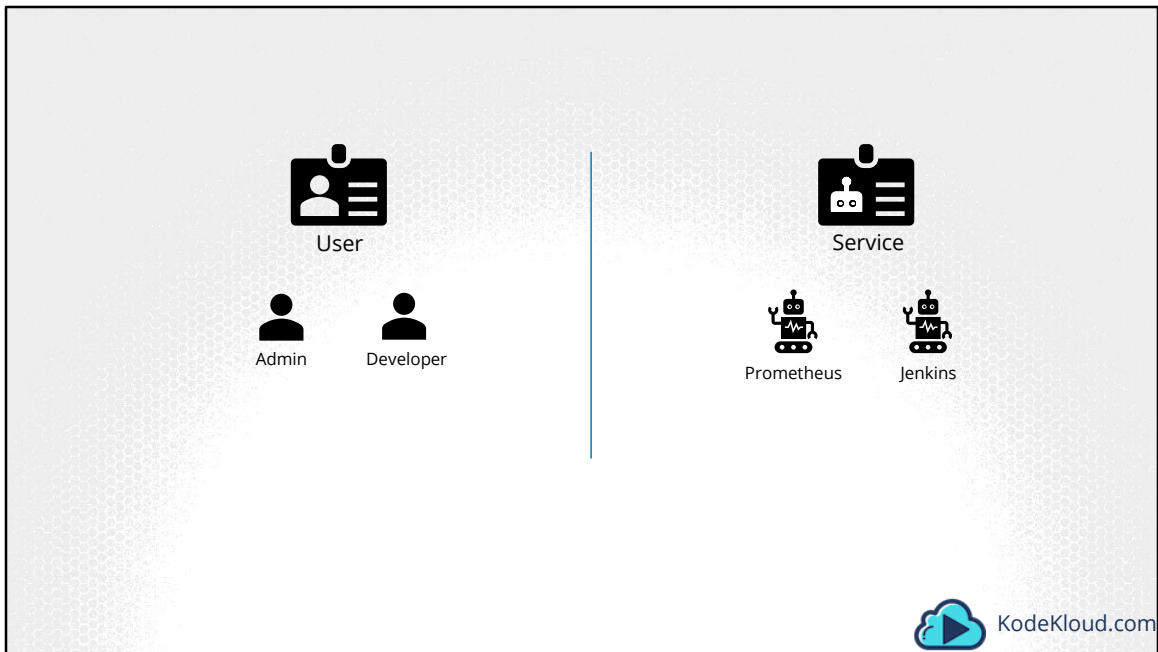 User
Service
Admin
Developer
Prometheus
Jenkins
KodeKloud.com